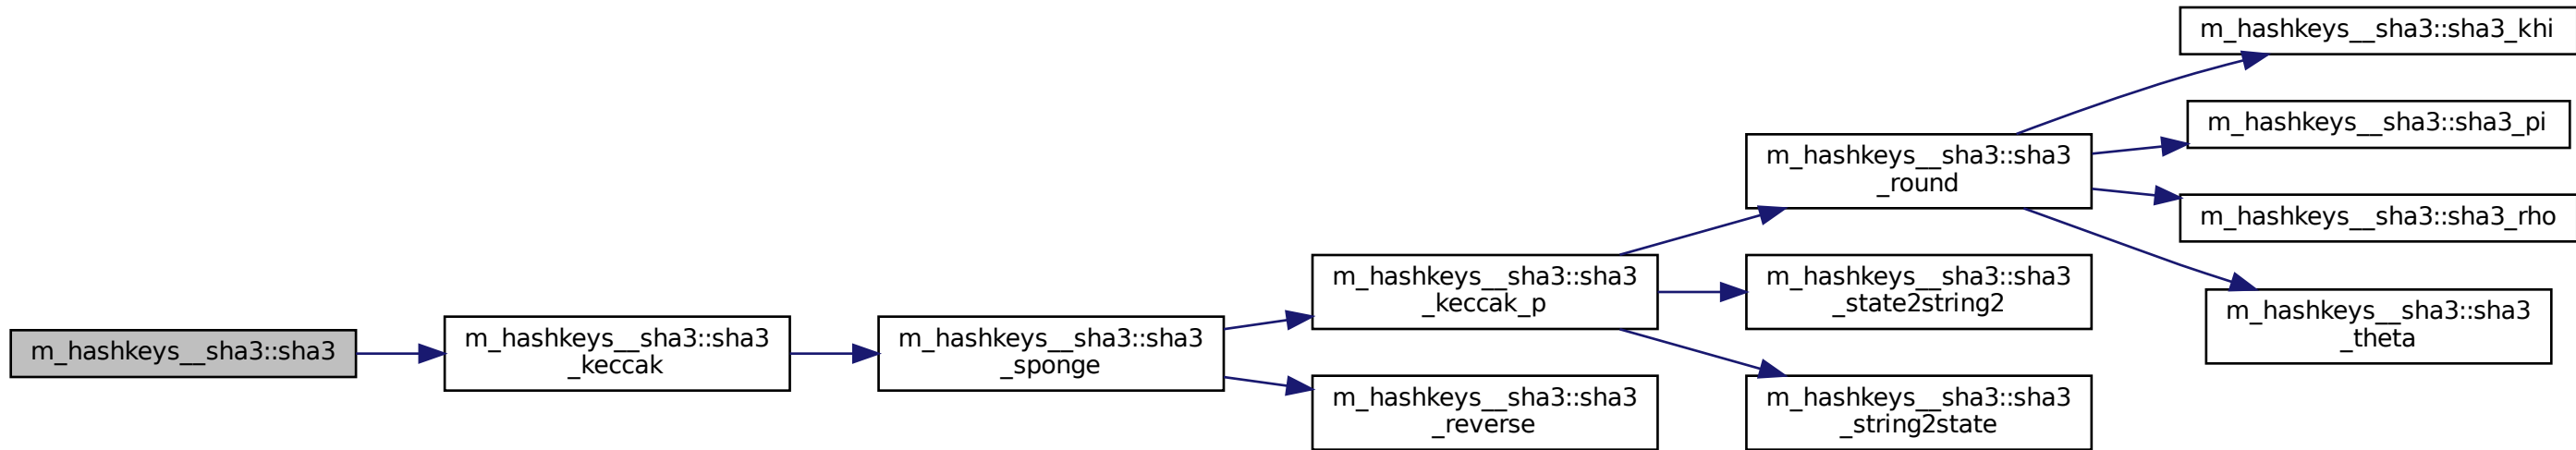 m_hashkeys__sha3::sha3
m_hashkeys__sha3::sha3
_keccak
m_hashkeys__sha3::sha3
_sponge
m_hashkeys__sha3::sha3
_keccak_p
m_hashkeys__sha3::sha3
_reverse
m_hashkeys__sha3::sha3
_round
m_hashkeys__sha3::sha3
_state2string2
m_hashkeys__sha3::sha3
_string2state
m_hashkeys__sha3::sha3_khi
m_hashkeys__sha3::sha3_pi
m_hashkeys__sha3::sha3_rho
m_hashkeys__sha3::sha3
_theta